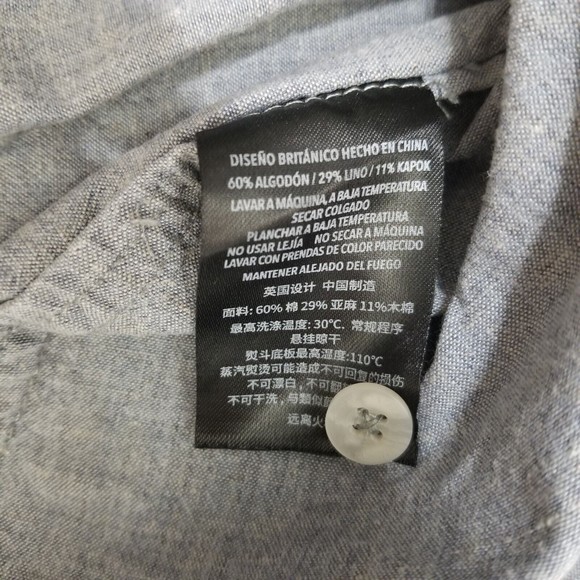 DISEÑO BRITÁNICO HECHO EN CHINA
60% ALGODÓN / 29% LINO / 11% KAPOK
LAVAR A MÁQUINA, A BAJA TEMPERATURA
SECAR COLGADO
PLANCHAR A BAJA TEMPERATURA
NO USAR LEJÍA NO SECAR A MÁQUINA
LAVAR CON PRENDAS DE COLOR PARECIDO
MANTENER ALEJADO DEL FUEGO
英国设计 中国制造
面料: 60% 棉 29% 亚麻 11% 木棉
最高洗涤温度: 30℃. 常规程序
悬挂晾干
熨斗底板最高温度: 110℃
蒸汽熨烫可能造成不可回复的损伤
不可漂白, 不可翻
不可干洗, 与类似
远离火